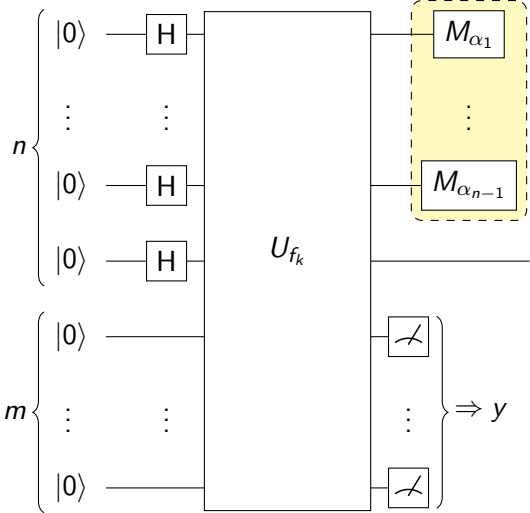 |0⟩ H M_{α_1}
⋮ ⋮ ⋮
n
|0⟩ H M_{α_{n−1}}
|0⟩ H U_{f_k}
|0⟩
m ⋮ ⋮ ⋮ ⇒ y
|0⟩